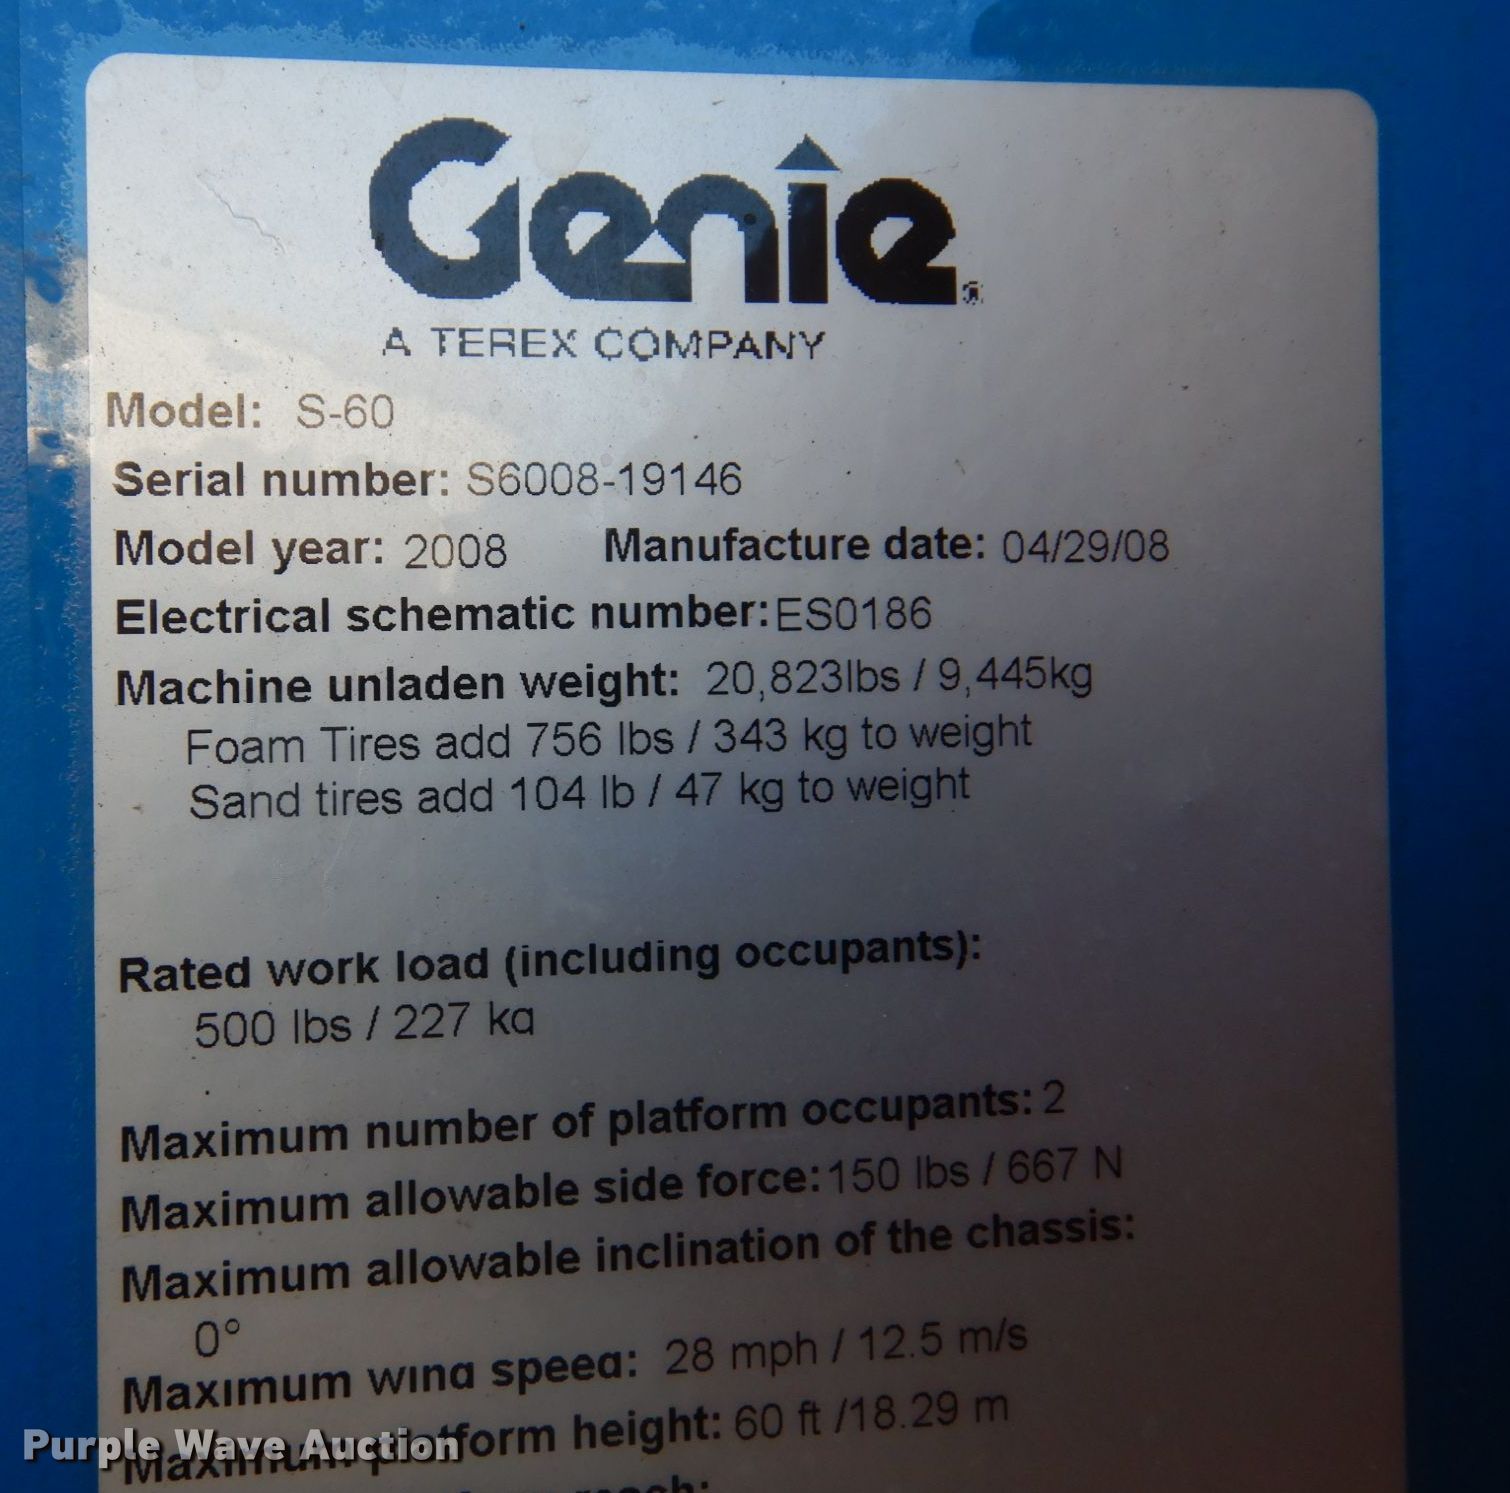 Genie®
A TEREX COMPANY
Model: S-60
Serial number: S6008-19146
Model year: 2008 Manufacture date: 04/29/08
Electrical schematic number: ES0186
Machine unladen weight: 20,823lbs / 9,445kg
Foam Tires add 756 lbs / 343 kg to weight
Sand tires add 104 lb / 47 kg to weight
Rated work load (including occupants):
500 lbs / 227 kg
Maximum number of platform occupants: 2
Maximum allowable side force: 150 lbs / 667 N
Maximum allowable inclination of the chassis:
0°
Maximum wind speed: 28 mph / 12.5 m/s
Maximum platform height: 60 ft /18.29 m
Purple Wave Auction